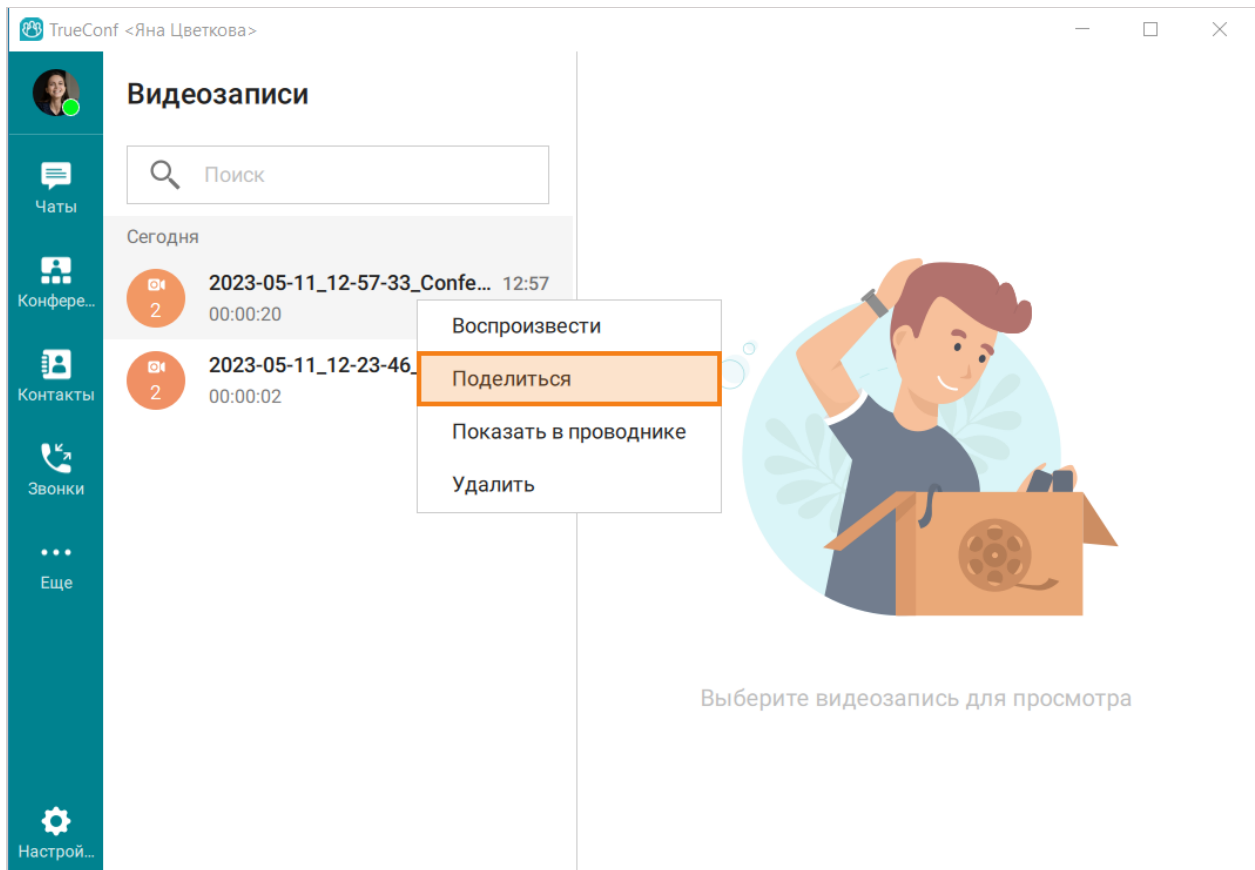 TrueConf <Яна Цветкова>
Видеозаписи
Поиск
Чаты
Сегодня
2023-05-11_12-57-33_Confe... 12:57
2
00:00:20
Конфере...
Воспроизвести
2023-05-11_12-23-46_
2
00:00:02
Поделиться
Контакты
Показать в проводнике
Удалить
Звонки
Еще
Выберите видеозапись для просмотра
Настрой...